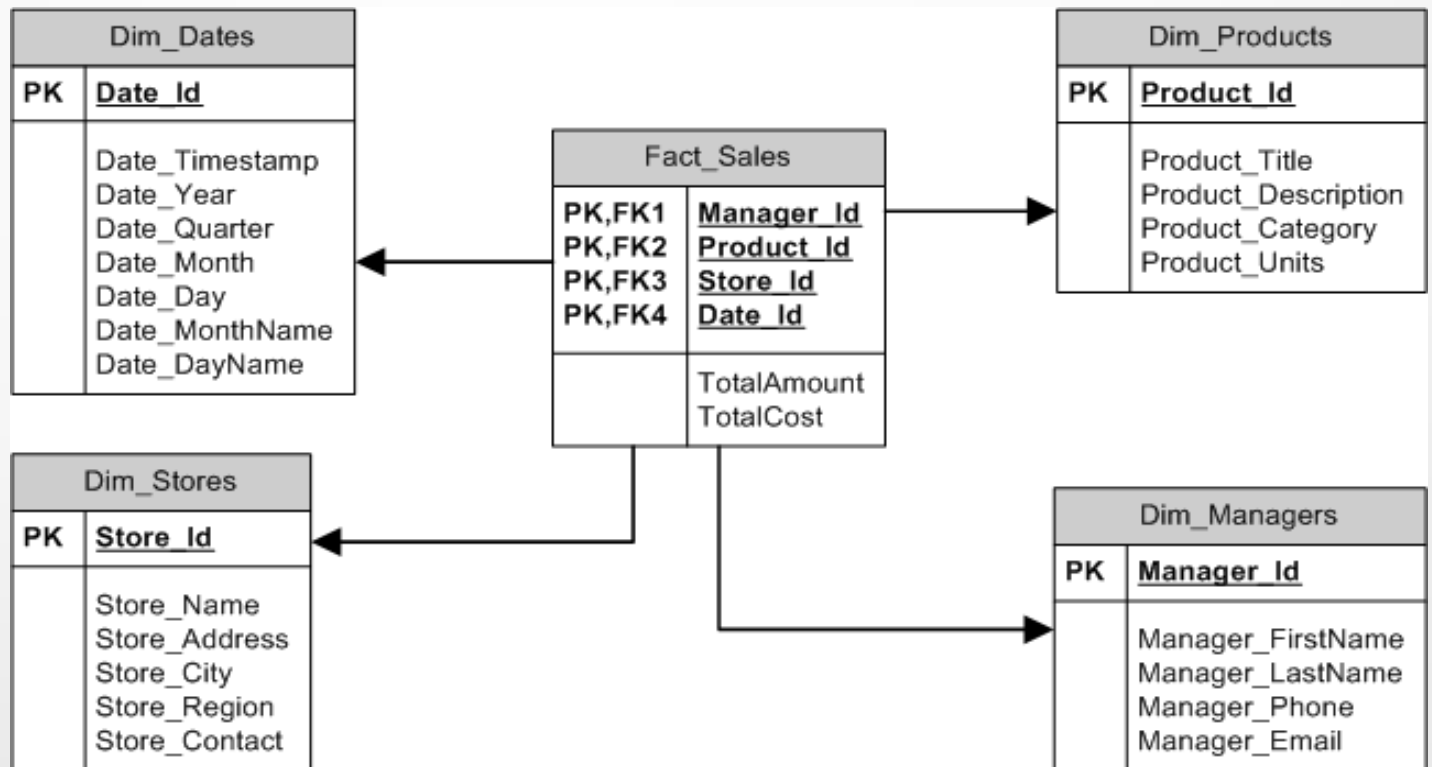 Dim_Dates
PK Date_Id
Date_Timestamp
Date_Year
Date_Quarter
Date_Month
Date_Day
Date_MonthName
Date_DayName
Fact_Sales
PK,FK1 Manager_Id
PK,FK2 Product_Id
PK,FK3 Store_Id
PK,FK4 Date_Id
TotalAmount
TotalCost
Dim_Products
PK Product_Id
Product_Title
Product_Description
Product_Category
Product_Units
Dim_Stores
PK Store_Id
Store_Name
Store_Address
Store_City
Store_Region
Store_Contact
Dim_Managers
PK Manager_Id
Manager_FirstName
Manager_LastName
Manager_Phone
Manager_Email